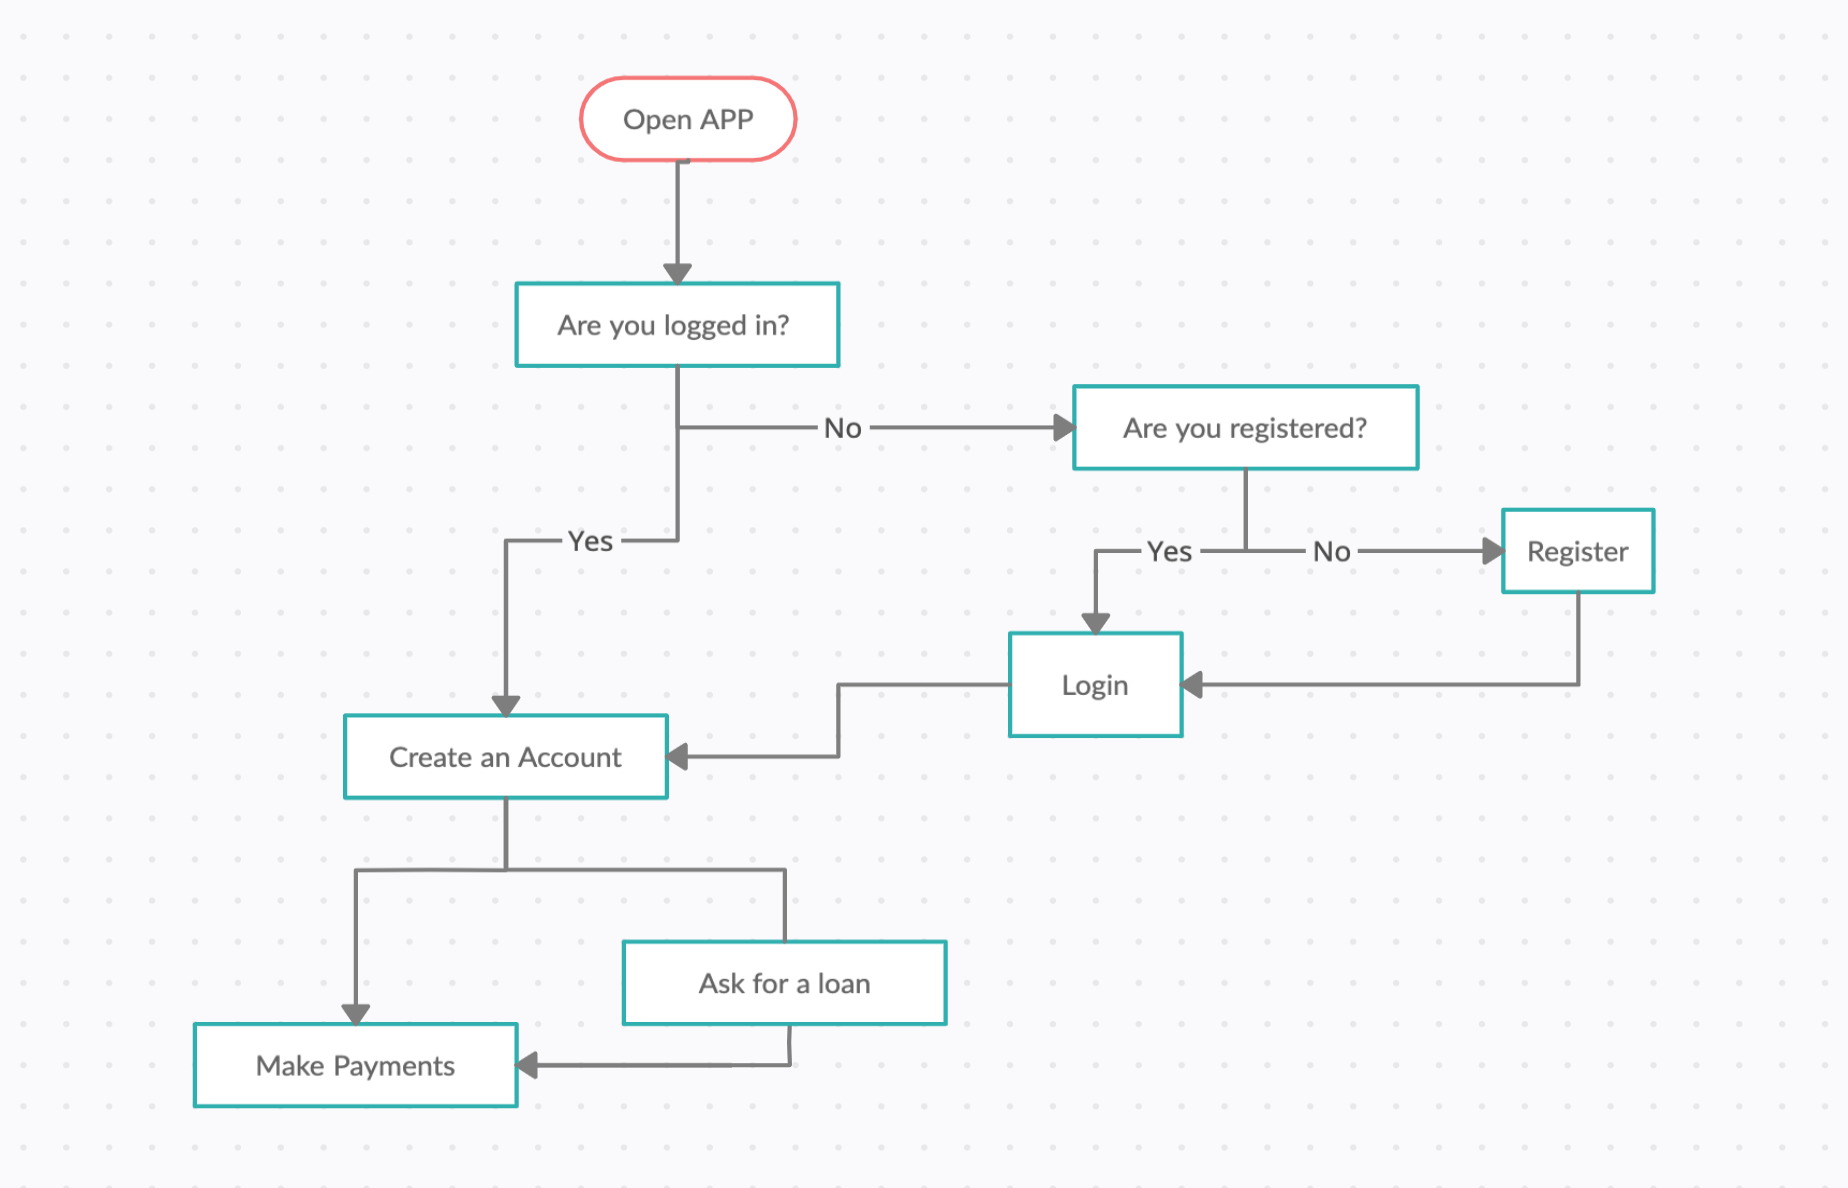 Open APP
Are you logged in?
No
Are you registered?
Yes
Yes
No
Register
Login
Create an Account
Ask for a loan
Make Payments